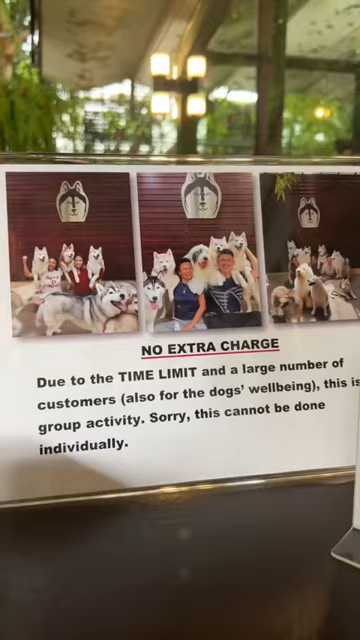 NO EXTRA CHARGE
Due to the TIME LIMIT and a large number of
customers (also for the dogs' wellbeing), this is
group activity. Sorry, this cannot be done
individually.